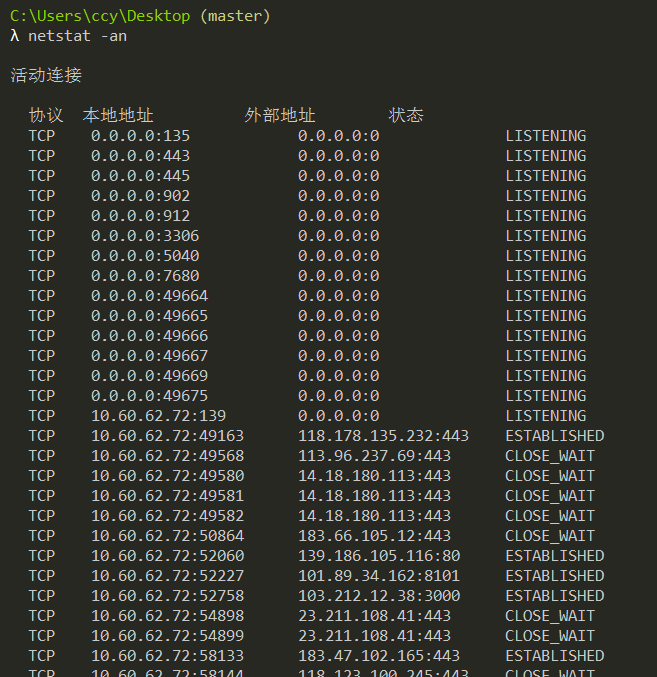 C:\Users\ccy\Desktop (master)
λ netstat -an
活动连接
协议 本地地址 外部地址 状态
TCP 0.0.0.0:135 0.0.0.0:0 LISTENING
TCP 0.0.0.0:443 0.0.0.0:0 LISTENING
TCP 0.0.0.0:445 0.0.0.0:0 LISTENING
TCP 0.0.0.0:902 0.0.0.0:0 LISTENING
TCP 0.0.0.0:912 0.0.0.0:0 LISTENING
TCP 0.0.0.0:3306 0.0.0.0:0 LISTENING
TCP 0.0.0.0:5040 0.0.0.0:0 LISTENING
TCP 0.0.0.0:7680 0.0.0.0:0 LISTENING
TCP 0.0.0.0:49664 0.0.0.0:0 LISTENING
TCP 0.0.0.0:49665 0.0.0.0:0 LISTENING
TCP 0.0.0.0:49666 0.0.0.0:0 LISTENING
TCP 0.0.0.0:49667 0.0.0.0:0 LISTENING
TCP 0.0.0.0:49669 0.0.0.0:0 LISTENING
TCP 0.0.0.0:49675 0.0.0.0:0 LISTENING
TCP 10.60.62.72:139 0.0.0.0:0 LISTENING
TCP 10.60.62.72:49163 118.178.135.232:443 ESTABLISHED
TCP 10.60.62.72:49568 113.96.237.69:443 CLOSE_WAIT
TCP 10.60.62.72:49580 14.18.180.113:443 CLOSE_WAIT
TCP 10.60.62.72:49581 14.18.180.113:443 CLOSE_WAIT
TCP 10.60.62.72:49582 14.18.180.113:443 CLOSE_WAIT
TCP 10.60.62.72:50864 183.66.105.12:443 CLOSE_WAIT
TCP 10.60.62.72:52060 139.186.105.116:80 ESTABLISHED
TCP 10.60.62.72:52227 101.89.34.162:8101 ESTABLISHED
TCP 10.60.62.72:52758 103.212.12.38:3000 ESTABLISHED
TCP 10.60.62.72:54898 23.211.108.41:443 CLOSE_WAIT
TCP 10.60.62.72:54899 23.211.108.41:443 CLOSE_WAIT
TCP 10.60.62.72:58133 183.47.102.165:443 ESTABLISHED
TCP 10.60.62.72:58144 118.123.100.245:443 CLOSE_WAIT